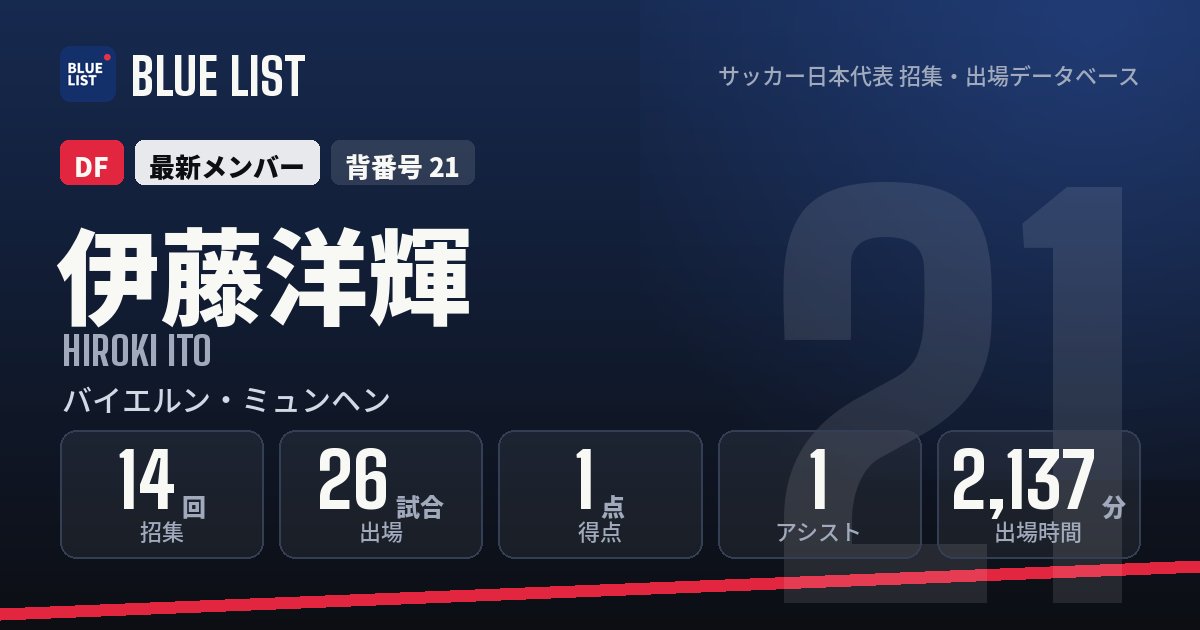 BLUE
LIST
BLUE LIST
サッカー日本代表 招集・出場データベース
DF
最新メンバー
背番号 21
伊藤洋輝
HIROKI ITO
バイエルン・ミュンヘン
21
14回
招集
26試合
出場
1点
得点
1
アシスト
2,137分
出場時間